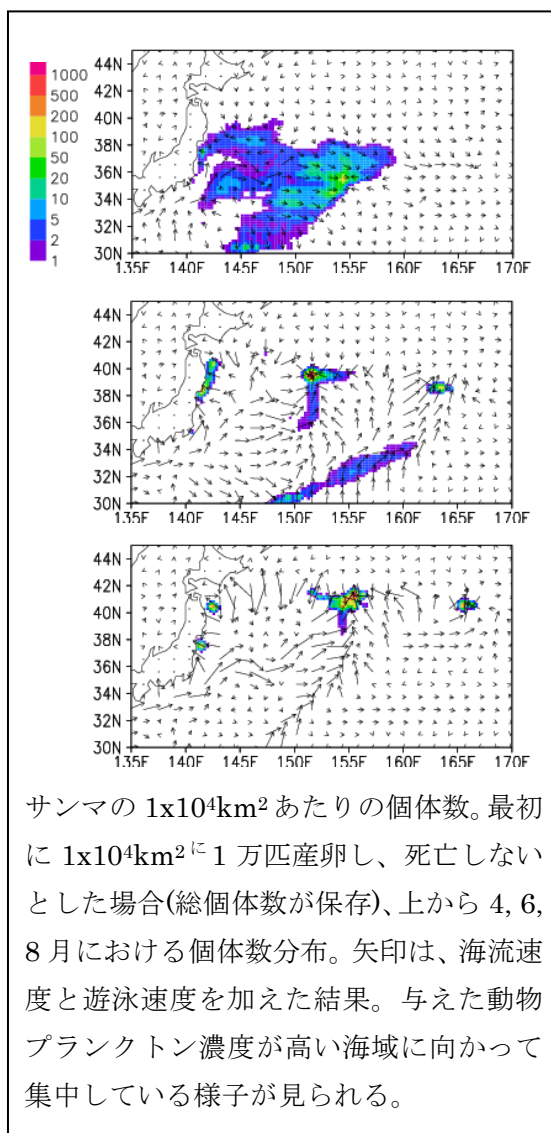 44N
42N
40N
38N
36N
34N
32N
30N
1000
500
200
100
50
20
10
5
2
1
135E 140E 145E 150E 155E 160E 165E 170E
44N
42N
40N
38N
36N
34N
32N
30N
135E 140E 145E 150E 155E 160E 165E 170E
44N
42N
40N
38N
36N
34N
32N
30N
135E 140E 145E 150E 155E 160E 165E 170E
サンマの 1x10⁴km² あたりの個体数。最初
に 1x10⁴km² に 1 万匹産卵し、死亡しない
とした場合(総個体数が保存)、上から 4, 6,
8 月における個体数分布。矢印は、海流速
度と遊泳速度を加えた結果。与えた動物
プランクトン濃度が高い海域に向かって
集中している様子が見られる。